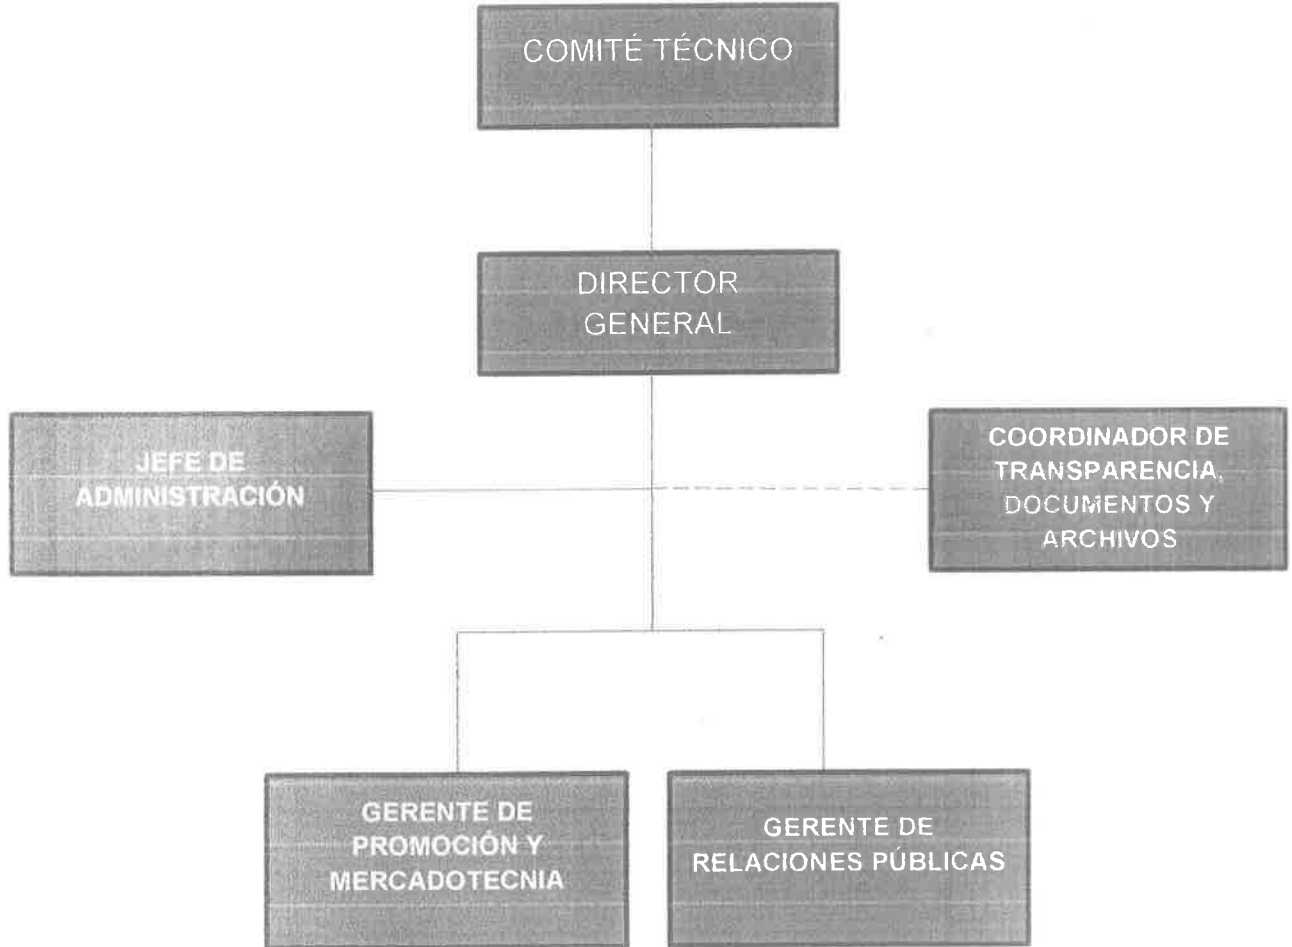 COMITÉ TÉCNICO
DIRECTOR
GENERAL
JEFE DE
ADMINISTRACIÓN
COORDINADOR DE
TRANSPARENCIA,
DOCUMENTOS Y
ARCHIVOS
GERENTE DE
PROMOCIÓN Y
MERCADOTECNIA
GERENTE DE
RELACIONES PÚBLICAS